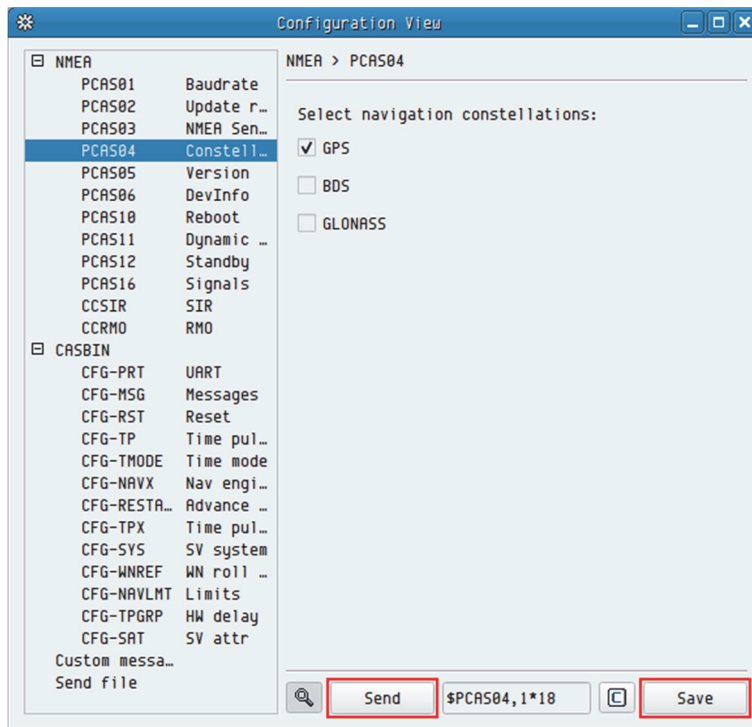 Configuration View
NMEA
PCAS01 Baudrate
PCAS02 Update r…
PCAS03 NMEA Sen…
PCAS04 Constell…
PCAS05 Version
PCAS06 DevInfo
PCAS10 Reboot
PCAS11 Dynamic …
PCAS12 Standby
PCAS16 Signals
CCSIR SIR
CCRMO RMO
CASBIN
CFG-PRT UART
CFG-MSG Messages
CFG-RST Reset
CFG-TP Time pul…
CFG-TMODE Time mode
CFG-NAVX Nav engi…
CFG-RESTA… Advance …
CFG-TPX Time pul…
CFG-SYS SV system
CFG-WNREF WN roll …
CFG-NAVLMT Limits
CFG-TPGRP HW delay
CFG-SAT SV attr
Custom messa…
Send file
NMEA > PCAS04
Select navigation constellations:
GPS
BDS
GLONASS
Send $PCAS04,1*18 C Save